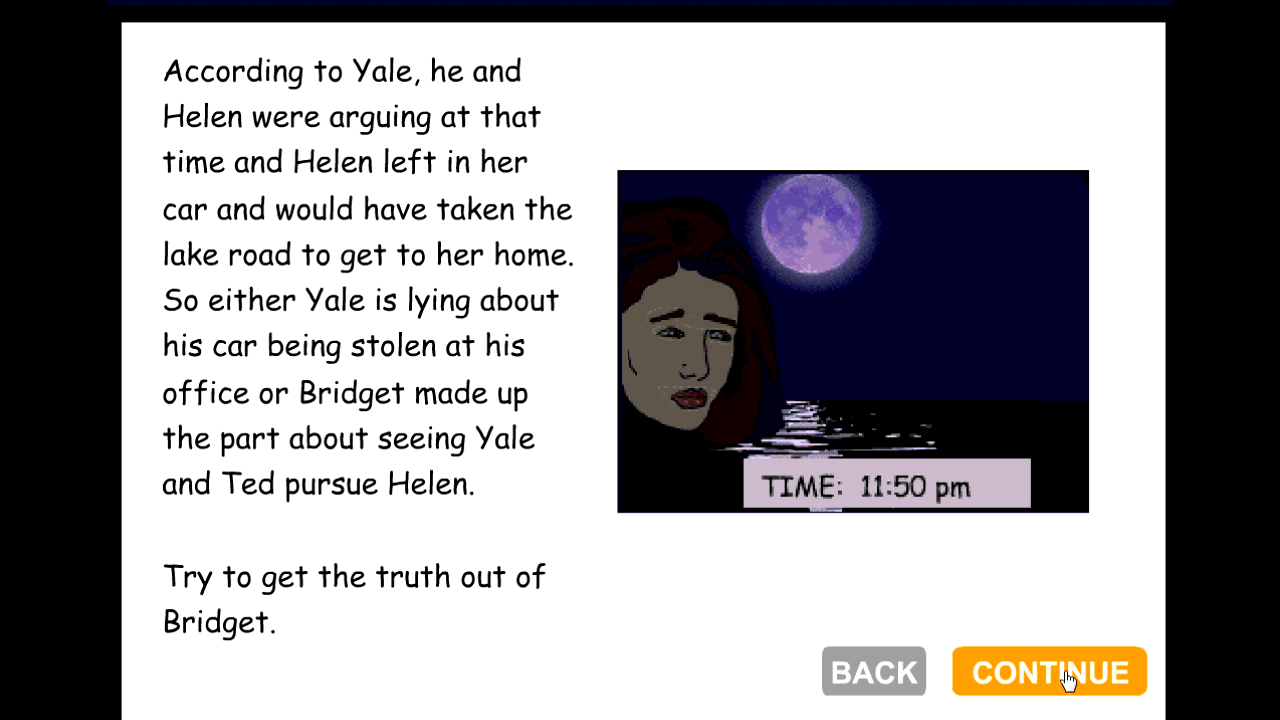 According to Yale, he and
Helen were arguing at that
time and Helen left in her
car and would have taken the
lake road to get to her home.
So either Yale is lying about
his car being stolen at his
office or Bridget made up
the part about seeing Yale
and Ted pursue Helen.
Try to get the truth out of
Bridget.
TIME: 11:50 pm
BACK
CONTINUE